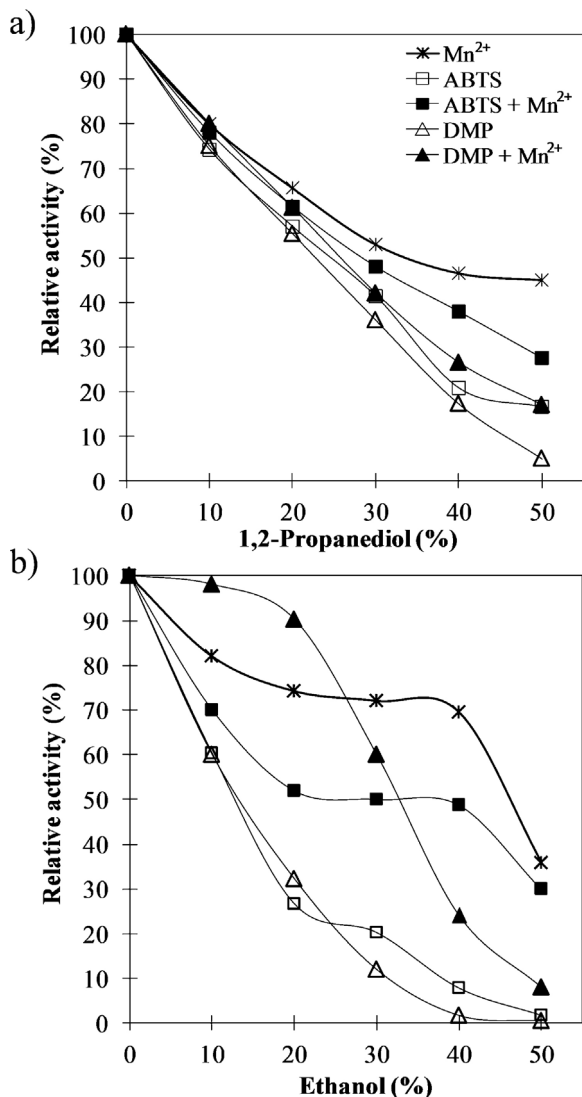 a)
100
90
80
70
60
50
40
30
20
10
0
Relative activity (%)
Mn²⁺
ABTS
ABTS + Mn²⁺
DMP
DMP + Mn²⁺
0 10 20 30 40 50
1,2-Propanediol (%)
b)
100
90
80
70
60
50
40
30
20
10
0
Relative activity (%)
0 10 20 30 40 50
Ethanol (%)